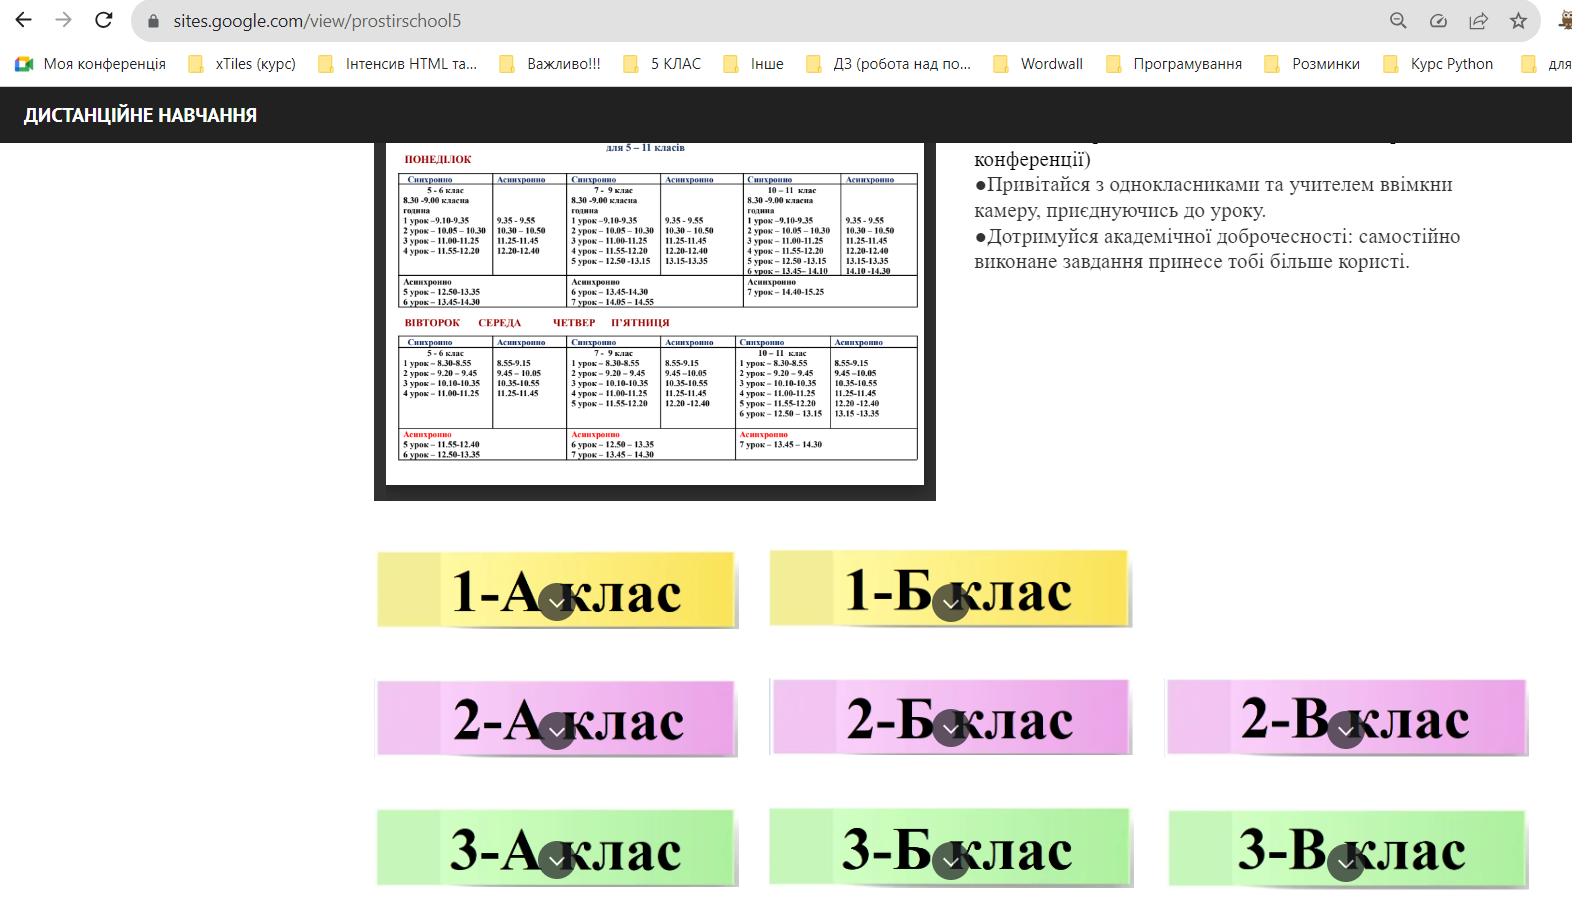 sites.google.com/view/prostirschool5
Моя конференція xTiles (курс) Інтенсив HTML та... Важливо!!! 5 КЛАС Інше ДЗ (робота над по... Wordwall Програмування Розминки Курс Python для
ДИСТАНЦІЙНЕ НАВЧАННЯ
для 5 – 11 класів
ПОНЕДІЛОК
Синхронно Асинхронно Синхронно Асинхронно Синхронно Асинхронно
5 - 6 клас 7 - 9 клас 10 – 11 клас
8.30 -9.00 класна 8.30 -9.00 класна 8.30 -9.00 класна
година година година
1 урок –9.10-9.35 9.35 - 9.55 1 урок –9.10-9.35 9.35 - 9.55 1 урок –9.10-9.35 9.35 - 9.55
2 урок – 10.05 – 10.30 10.30 – 10.50 2 урок – 10.05 – 10.30 10.30 – 10.50 2 урок – 10.05 – 10.30 10.30 – 10.50
3 урок – 11.00-11.25 11.25-11.45 3 урок – 11.00-11.25 11.25-11.45 3 урок – 11.00-11.25 11.25-11.45
4 урок – 11.55-12.20 12.20-12.40 4 урок – 11.55-12.20 12.20-12.40 4 урок – 11.55-12.20 12.20-12.40
5 урок – 12.50 -13.15 13.15-13.35 5 урок – 12.50 -13.15 13.15-13.35
6 урок – 13.45– 14.10 14.10 -14.30
Асинхронно Асинхронно Асинхронно
5 урок – 12.50-13.35 6 урок – 13.45-14.30 7 урок – 14.40-15.25
6 урок – 13.45-14.30 7 урок – 14.05 – 14.55
ВІВТОРОК СЕРЕДА ЧЕТВЕР П'ЯТНИЦЯ
Синхронно Асинхронно Синхронно Асинхронно Синхронно Асинхронно
5 - 6 клас 7 - 9 клас 10 – 11 клас
1 урок – 8.30-8.55 8.55-9.15 1 урок – 8.30-8.55 8.55-9.15 1 урок – 8.30-8.55 8.55-9.15
2 урок – 9.20 – 9.45 9.45 – 10.05 2 урок – 9.20 – 9.45 9.45 –10.05 2 урок – 9.20 – 9.45 9.45 –10.05
3 урок – 10.10-10.35 10.35-10.55 3 урок – 10.10-10.35 10.35-10.55 3 урок – 10.10-10.35 10.35-10.55
4 урок – 11.00-11.25 11.25-11.45 4 урок – 11.00-11.25 11.25-11.45 4 урок – 11.00-11.25 11.25-11.45
5 урок – 11.55-12.20 12.20 -12.40 5 урок – 11.55-12.20 12.20 -12.40
6 урок – 12.50 – 13.15 13.15 -13.35
Асинхронно Асинхронно Асинхронно
5 урок – 11.55-12.40 6 урок – 12.50 – 13.35 7 урок – 13.45 – 14.30
6 урок – 12.50-13.35 7 урок – 13.45 – 14.30
конференції)
●Привітайся з однокласниками та учителем ввімкни
камеру, приєднуючись до уроку.
●Дотримуйся академічної доброчесності: самостійно
виконане завдання принесе тобі більше користі.
1-А клас 1-Б клас
2-А клас 2-Б клас 2-В клас
3-А клас 3-Б клас 3-В клас